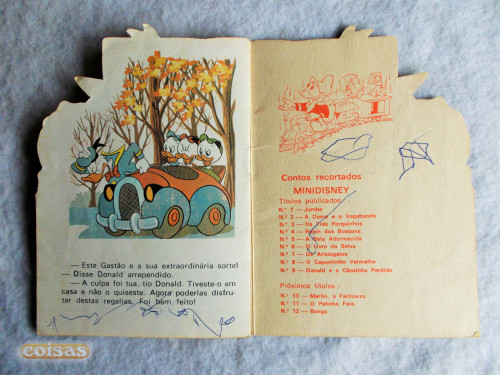 — Este Gastão e a sua extraordinária sorte!
— Disse Donald arrependido.
— A culpa foi tua, tio Donald. Tiveste-o em
casa e não o quiseste. Agora poderias disfru-
tar destas regalias. Foi bem feito!
coisas
Contos recortados
MINIDISNEY
Títulos publicados:
N.º 1 — Jumbo
N.º 2 — A Dama e o Vagabundo
N.º 3 — Os Três Porquinhos
N.º 4 — Robin dos Bosques
N.º 5 — A Bela Adormecida
N.º 6 — O Livro da Selva
N.º 7 — Os Aristogatos
N.º 8 — O Capuchinho Vermelho
N.º 9 — Donald e o Cãozinho Perdido
Próximos títulos:
N.º 10 — Merlin, o Feiticeiro
N.º 11 — O Patinho Feio
N.º 12 — Bongo